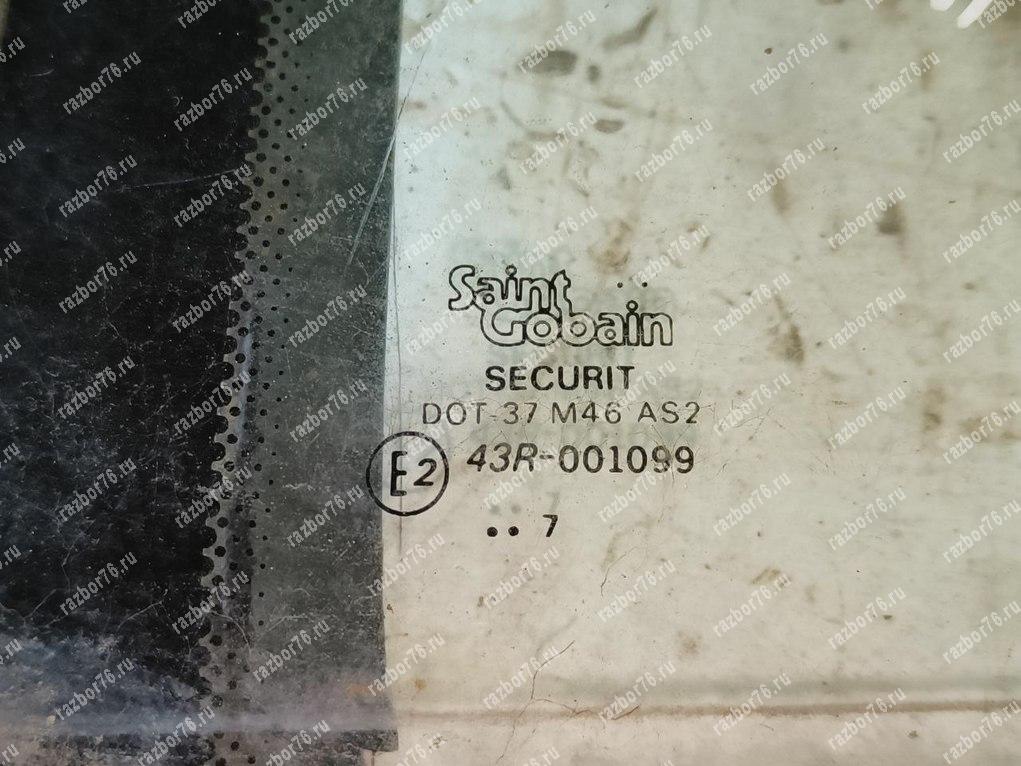 Saint
Gobain
SECURIT
DOT-37 M46 AS2
E2 43R-001099
.. 7
razbor76.ru